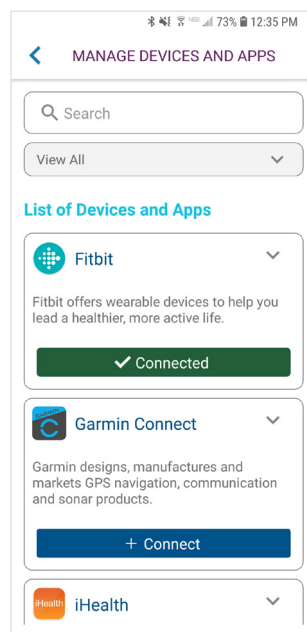 73% 12:35 PM
MANAGE DEVICES AND APPS
Search
View All
List of Devices and Apps
Fitbit
Fitbit offers wearable devices to help you
lead a healthier, more active life.
Connected
Garmin Connect
Garmin designs, manufactures and
markets GPS navigation, communication
and sonar products.
+ Connect
iHealth
iHealth